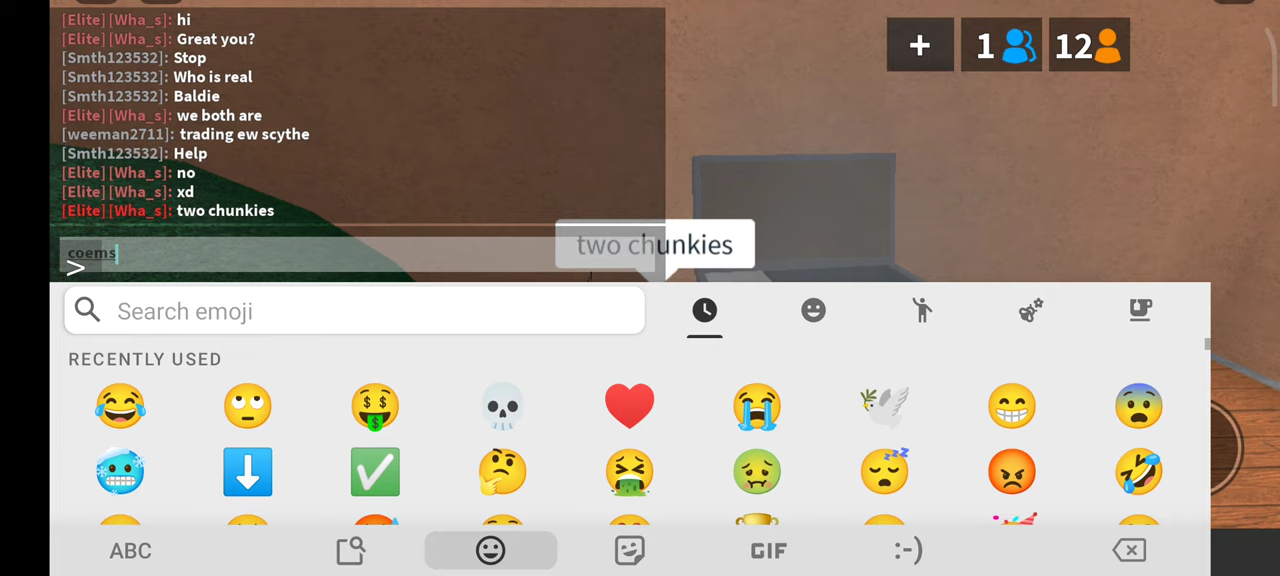 [Elite][Wha_s]: hi
[Elite][Wha_s]: Great you?
[Smth123532]: Stop
[Smth123532]: Who is real
[Smth123532]: Baldie
[Elite][Wha_s]: we both are
[weeman2711]: trading ew scythe
[Smth123532]: Help
[Elite][Wha_s]: no
[Elite][Wha_s]: xd
[Elite][Wha_s]: two chunkies
+ 1 12
two chunkies
coems
>
Search emoji
RECENTLY USED
ABC GIF :-)